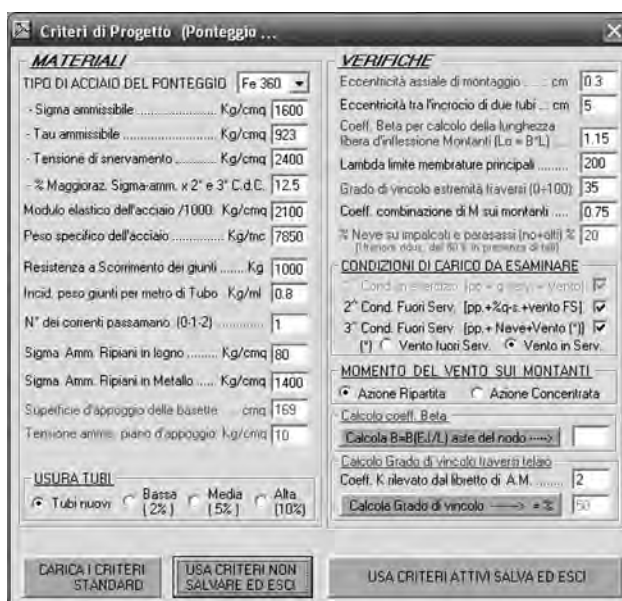 Criteri di Progetto (Ponteggio ...
MATERIALI
TIPO DI ACCIAIO DEL PONTEGGIO Fe 360
- Sigma ammissibile ........ Kg/cmq 1600
- Tau ammissibile ........ Kg/cmq 923
- Tensione di snervamento ........ Kg/cmq 2400
- % Maggioraz. Sigma-amm. x 2° e 3° C.d.C. 12.5
Modulo elastico dell'acciaio /1000 Kg/cmq 2100
Peso specifico dell'acciaio ........ Kg/mc 7850
Resistenza a Scorrimento dei giunti ...... Kg 1000
Incid. peso giunti per metro di Tubo Kg/ml 0.8
N° dei correnti passamano (0-1-2) ........ 1
Sigma Amm. Ripiani in legno ........ Kg/cmq 80
Sigma Amm. Ripiani in Metallo ..... Kg/cmq 1400
Superficie d'appoggio delle basette ... cmq 169
Tensione amms. piano d'appoggio Kg/cmq 10
USURA TUBI
Tubi nuovi Bassa (2%) Media (5%) Alta (10%)
CARICA I CRITERI STANDARD
USA CRITERI NON SALVARE ED ESCI
VERIFICHE
Eccentricità assiale di montaggio ...... cm 0.3
Eccentricità tra l'incrocio di due tubi ... cm 5
Coeff. Beta per calcolo della lunghezza
libera d'inflessione Montanti (Lo = B*L) 1.15
Lambda limite membrature principali ....... 200
Grado di vincolo estremità traversi (0÷100) 35
Coeff. combinazione di M sui montanti ..... 0.75
% Neve su impalcati e parasassi (no+alti) % 20
CONDIZIONI DI CARICO DA ESAMINARE
2^ Cond. Fuori Serv. [pp.+%q-s.+vento FS]
3^ Cond. Fuori Serv. [pp.+ Neve+Vento (*)]
(*) Vento fuori Serv. Vento in Serv.
MOMENTO DEL VENTO SUI MONTANTI
Azione Ripartita Azione Concentrata
Calcolo coeff. Beta
Calcola B=B(E.I/L) aste del nodo ---->
Calcolo Grado di vincolo traversi telaio
Coeff. K rilevato dal libretto di A.M. ........ 2
Calcola Grado di vincolo ------> = % 50
USA CRITERI ATTIVI SALVA ED ESCI